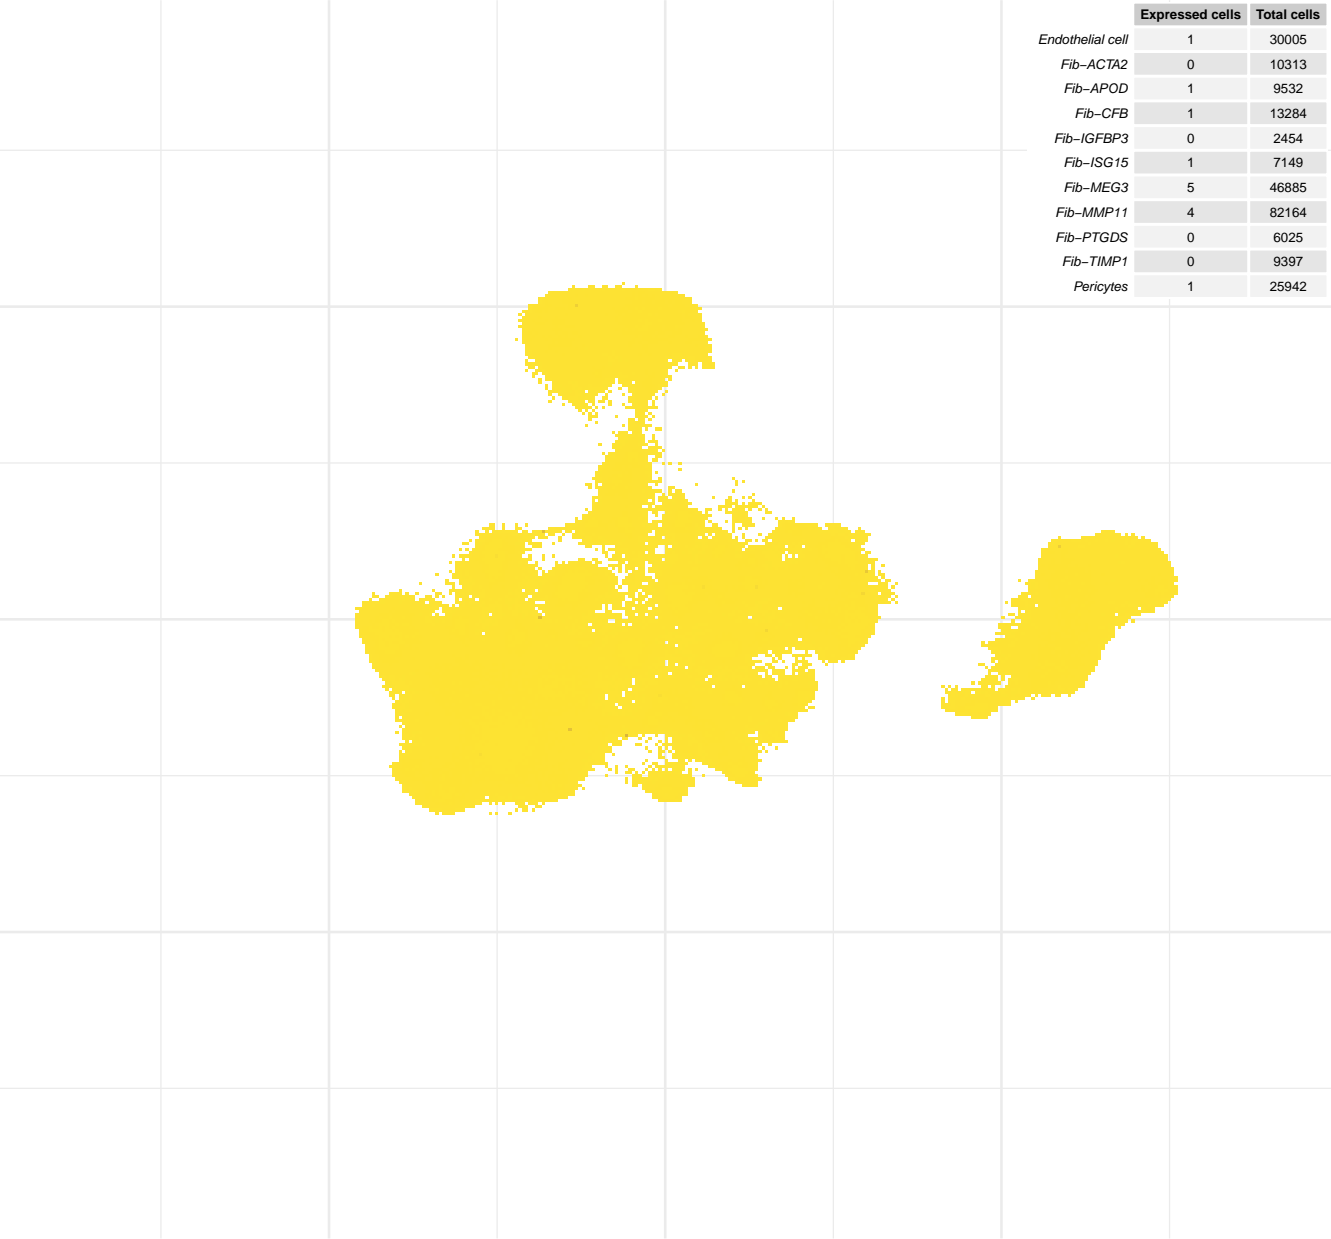 Expressed cells Total cells
Endothelial cell 1 30005
Fib−ACTA2 0 10313
Fib−APOD 1 9532
Fib−CFB 1 13284
Fib−IGFBP3 0 2454
Fib−ISG15 1 7149
Fib−MEG3 5 46885
Fib−MMP11 4 82164
Fib−PTGDS 0 6025
Fib−TIMP1 0 9397
Pericytes 1 25942